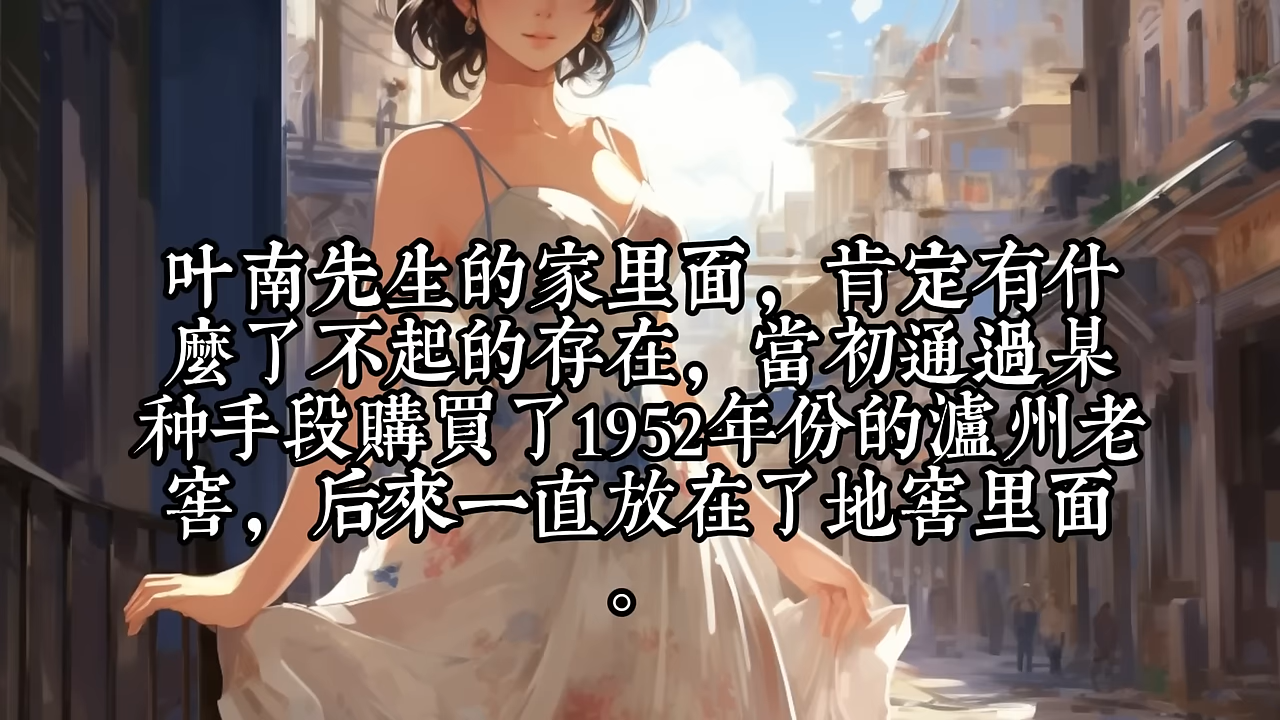 叶南先生的家里面，肯定有什
麼了不起的存在，當初通過某
种手段購買了1952年份的瀘州老
窖，后來一直放在了地窖里面
。